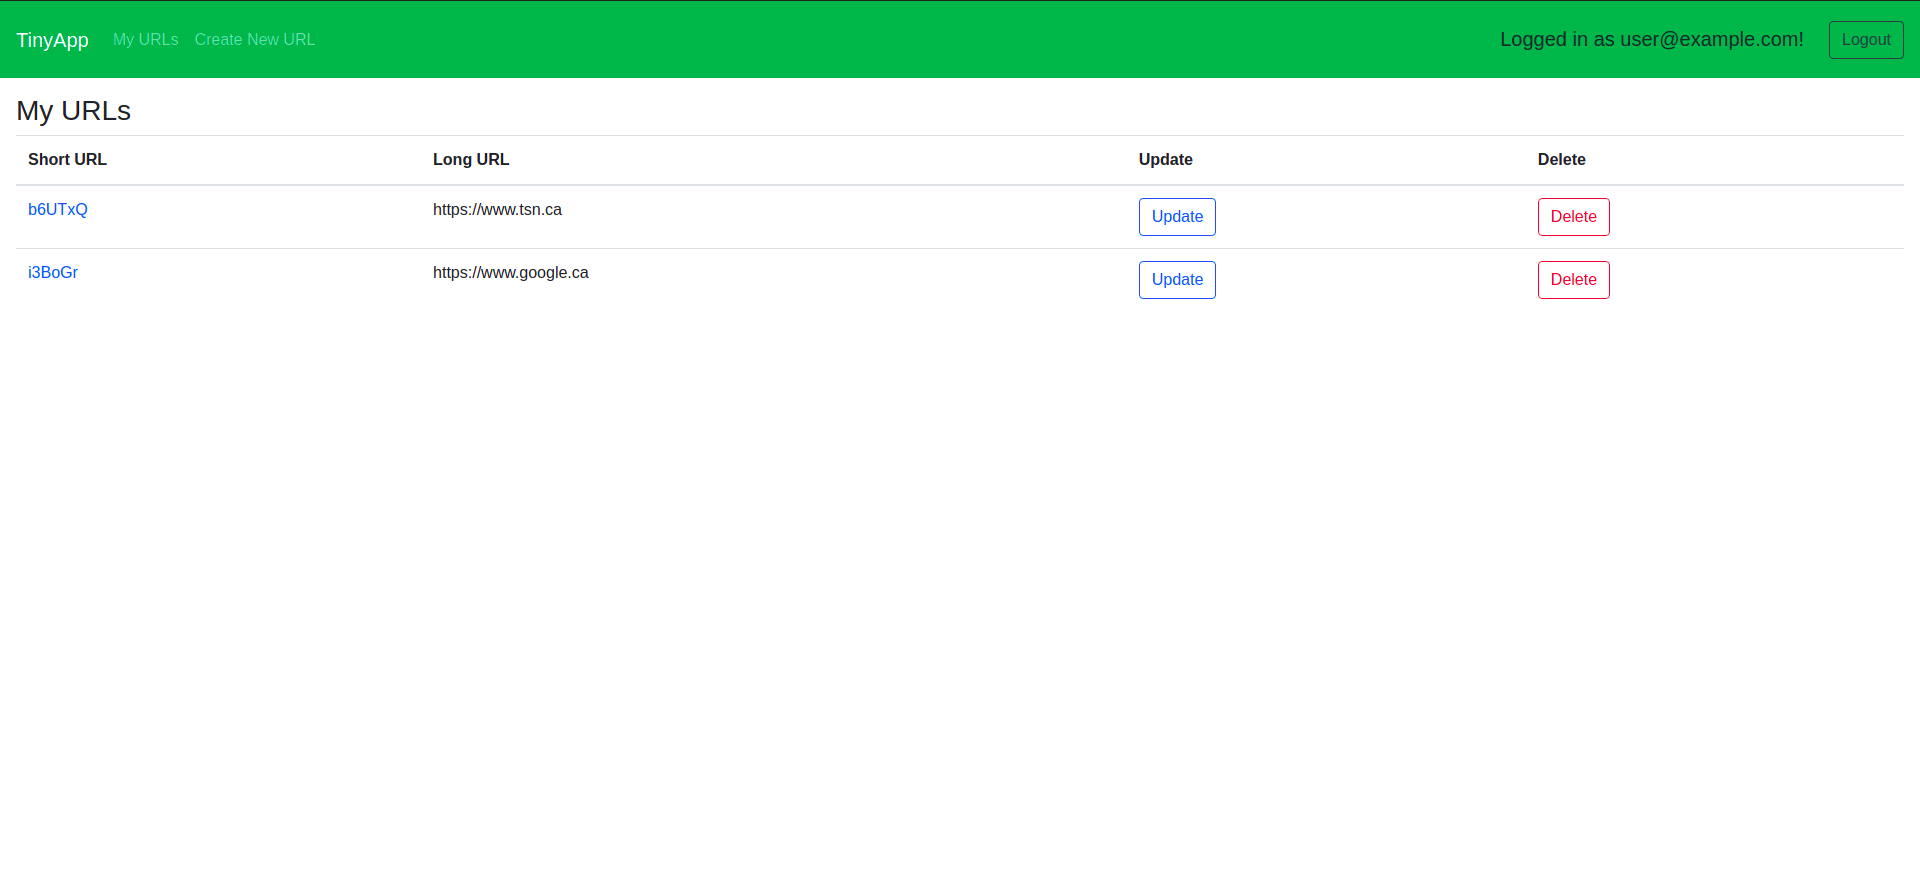 TinyApp My URLs Create New URL Logged in as user@example.com! Logout
My URLs
Short URL Long URL Update Delete
b6UTxQ https://www.tsn.ca Update Delete
i3BoGr https://www.google.ca Update Delete